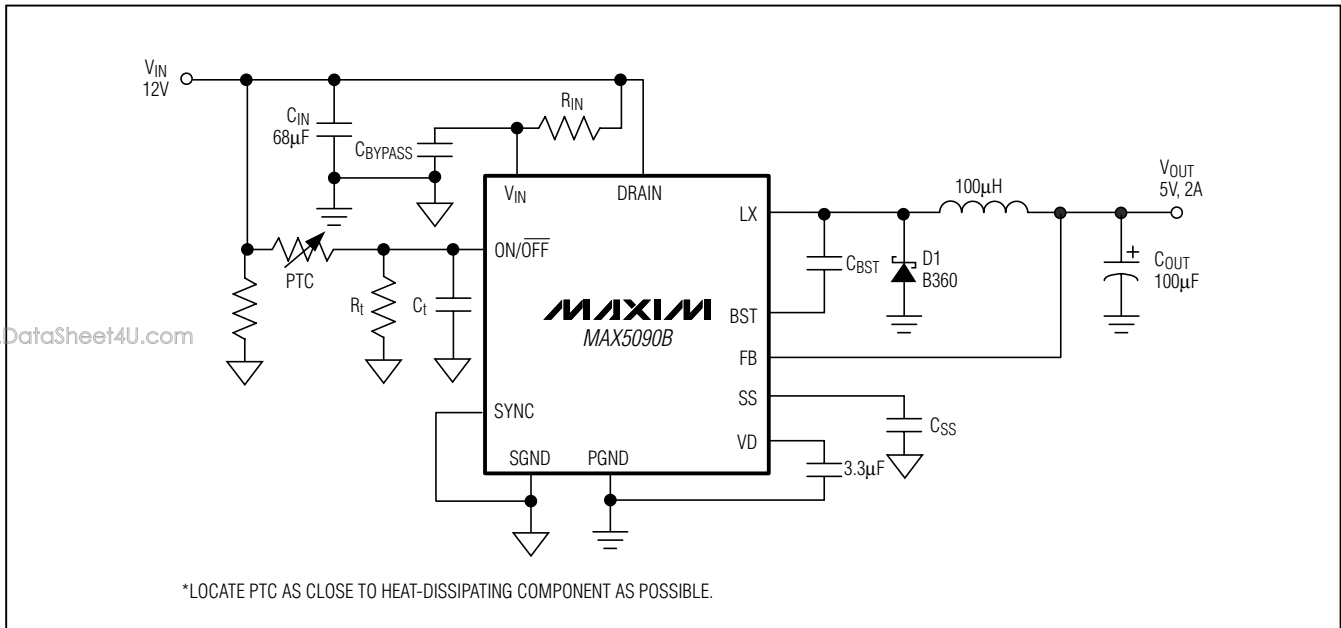 VIN
12V
CIN
68µF
CBYPASS
RIN
VIN
DRAIN
LX
100µH
VOUT
5V, 2A
PTC
ON/OFF
Rt
Ct
CBST
D1
B360
COUT
100µF
+
MAXIM
MAX5090B
BST
FB
.DataSheet4U.com
SYNC
SS
CSS
VD
SGND
PGND
3.3µF
*LOCATE PTC AS CLOSE TO HEAT-DISSIPATING COMPONENT AS POSSIBLE.